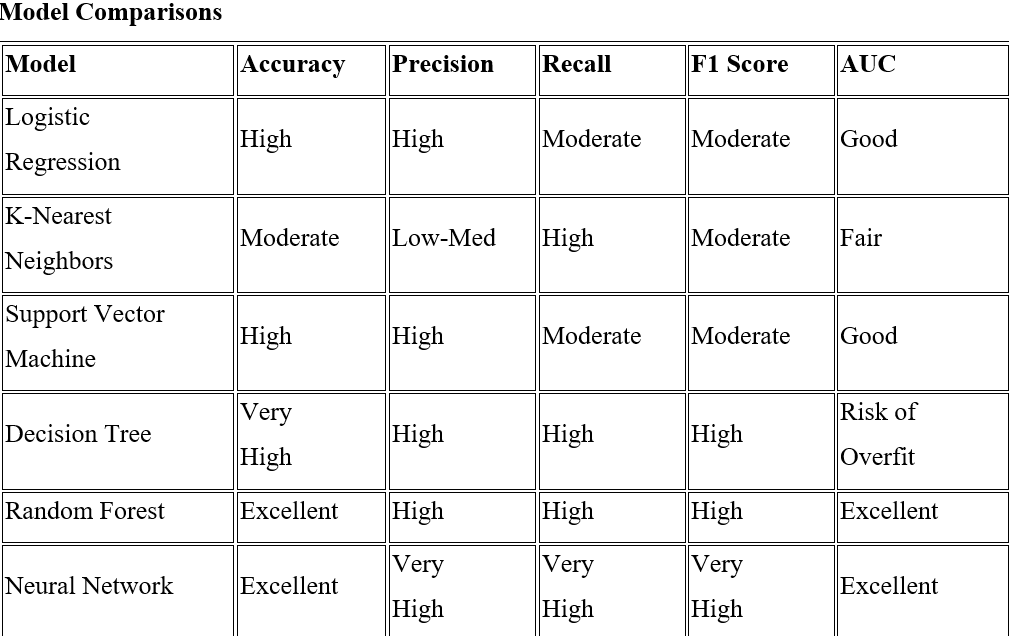 Model Comparisons
Model Accuracy Precision Recall F1 Score AUC
Logistic
Regression
High High Moderate Moderate Good
K-Nearest
Neighbors
Moderate Low-Med High Moderate Fair
Support Vector
Machine
High High Moderate Moderate Good
Decision Tree
Very
High
High High High
Risk of
Overfit
Random Forest Excellent High High High Excellent
Neural Network Excellent
Very
High
Very
High
Very
High
Excellent